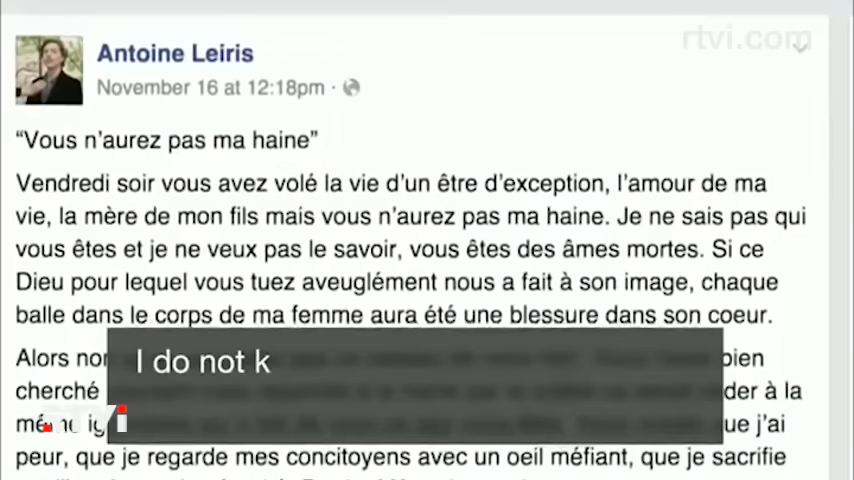 rtvi.com
Antoine Leiris
November 16 at 12:18pm ·
“Vous n’aurez pas ma haine”
Vendredi soir vous avez volé la vie d’un être d’exception, l’amour de ma
vie, la mère de mon fils mais vous n’aurez pas ma haine. Je ne sais pas qui
vous êtes et je ne veux pas le savoir, vous êtes des âmes mortes. Si ce
Dieu pour lequel vous tuez aveuglément nous a fait à son image, chaque
balle dans le corps de ma femme aura été une blessure dans son coeur.
Alors bien
I do not k
cherché à la
que j’ai
RTVi
peur, que je regarde mes concitoyens avec un oeil méfiant, que je sacrifie